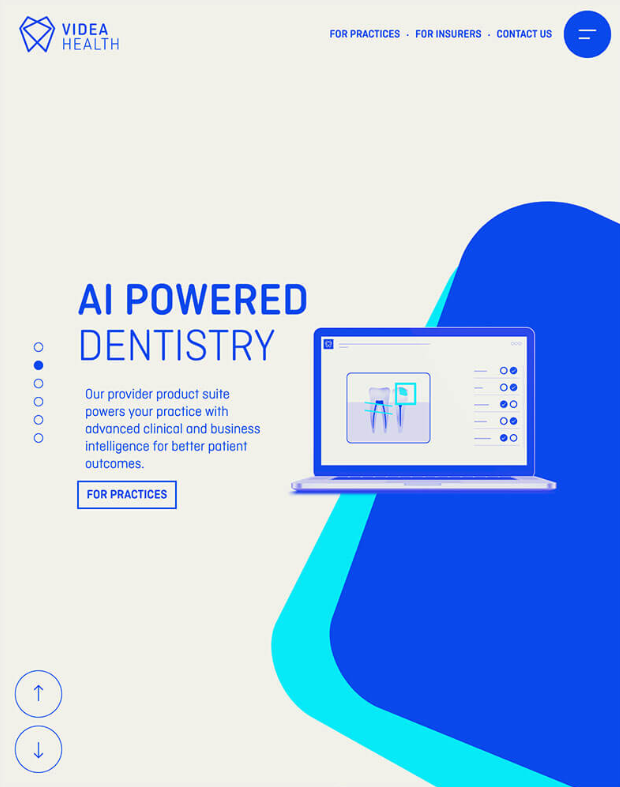 VIDEA
HEALTH
FOR PRACTICES · FOR INSURERS · CONTACT US
AI POWERED
DENTISTRY
Our provider product suite
powers your practice with
advanced clinical and business
intelligence for better patient
outcomes.
FOR PRACTICES